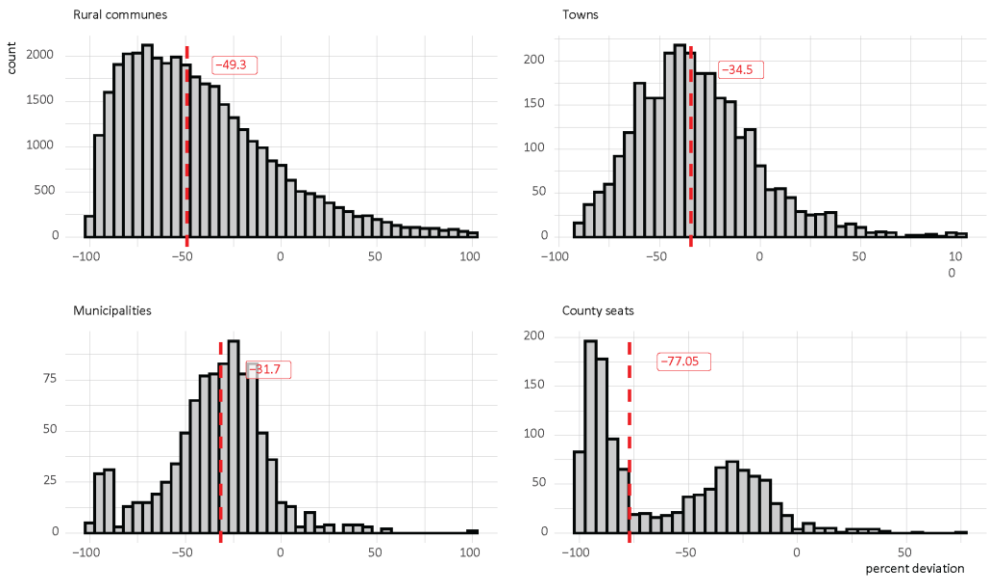 Rural communes
count
2000
1500
1000
500
0
−49.3
−100 −50 0 50 100
Towns
200
150
100
50
0
−34.5
−100 −50 0 50 10
0
Municipalities
75
50
25
0
−31.7
−100 −50 0 50 100
County seats
200
150
100
50
0
−77.05
−100 −50 0 50
percent deviation